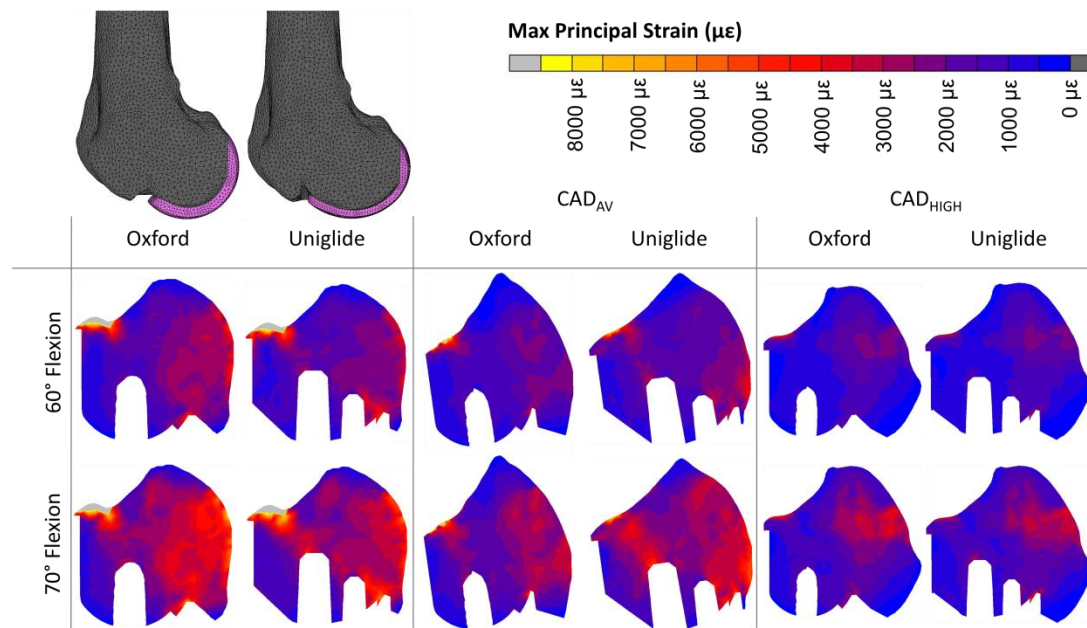 Max Principal Strain (µε)
8000 µε
7000 µε
6000 µε
5000 µε
4000 µε
3000 µε
2000 µε
1000 µε
0 µε
CAD_AV CAD_HIGH
Oxford Uniglide Oxford Uniglide Oxford Uniglide
60° Flexion
70° Flexion